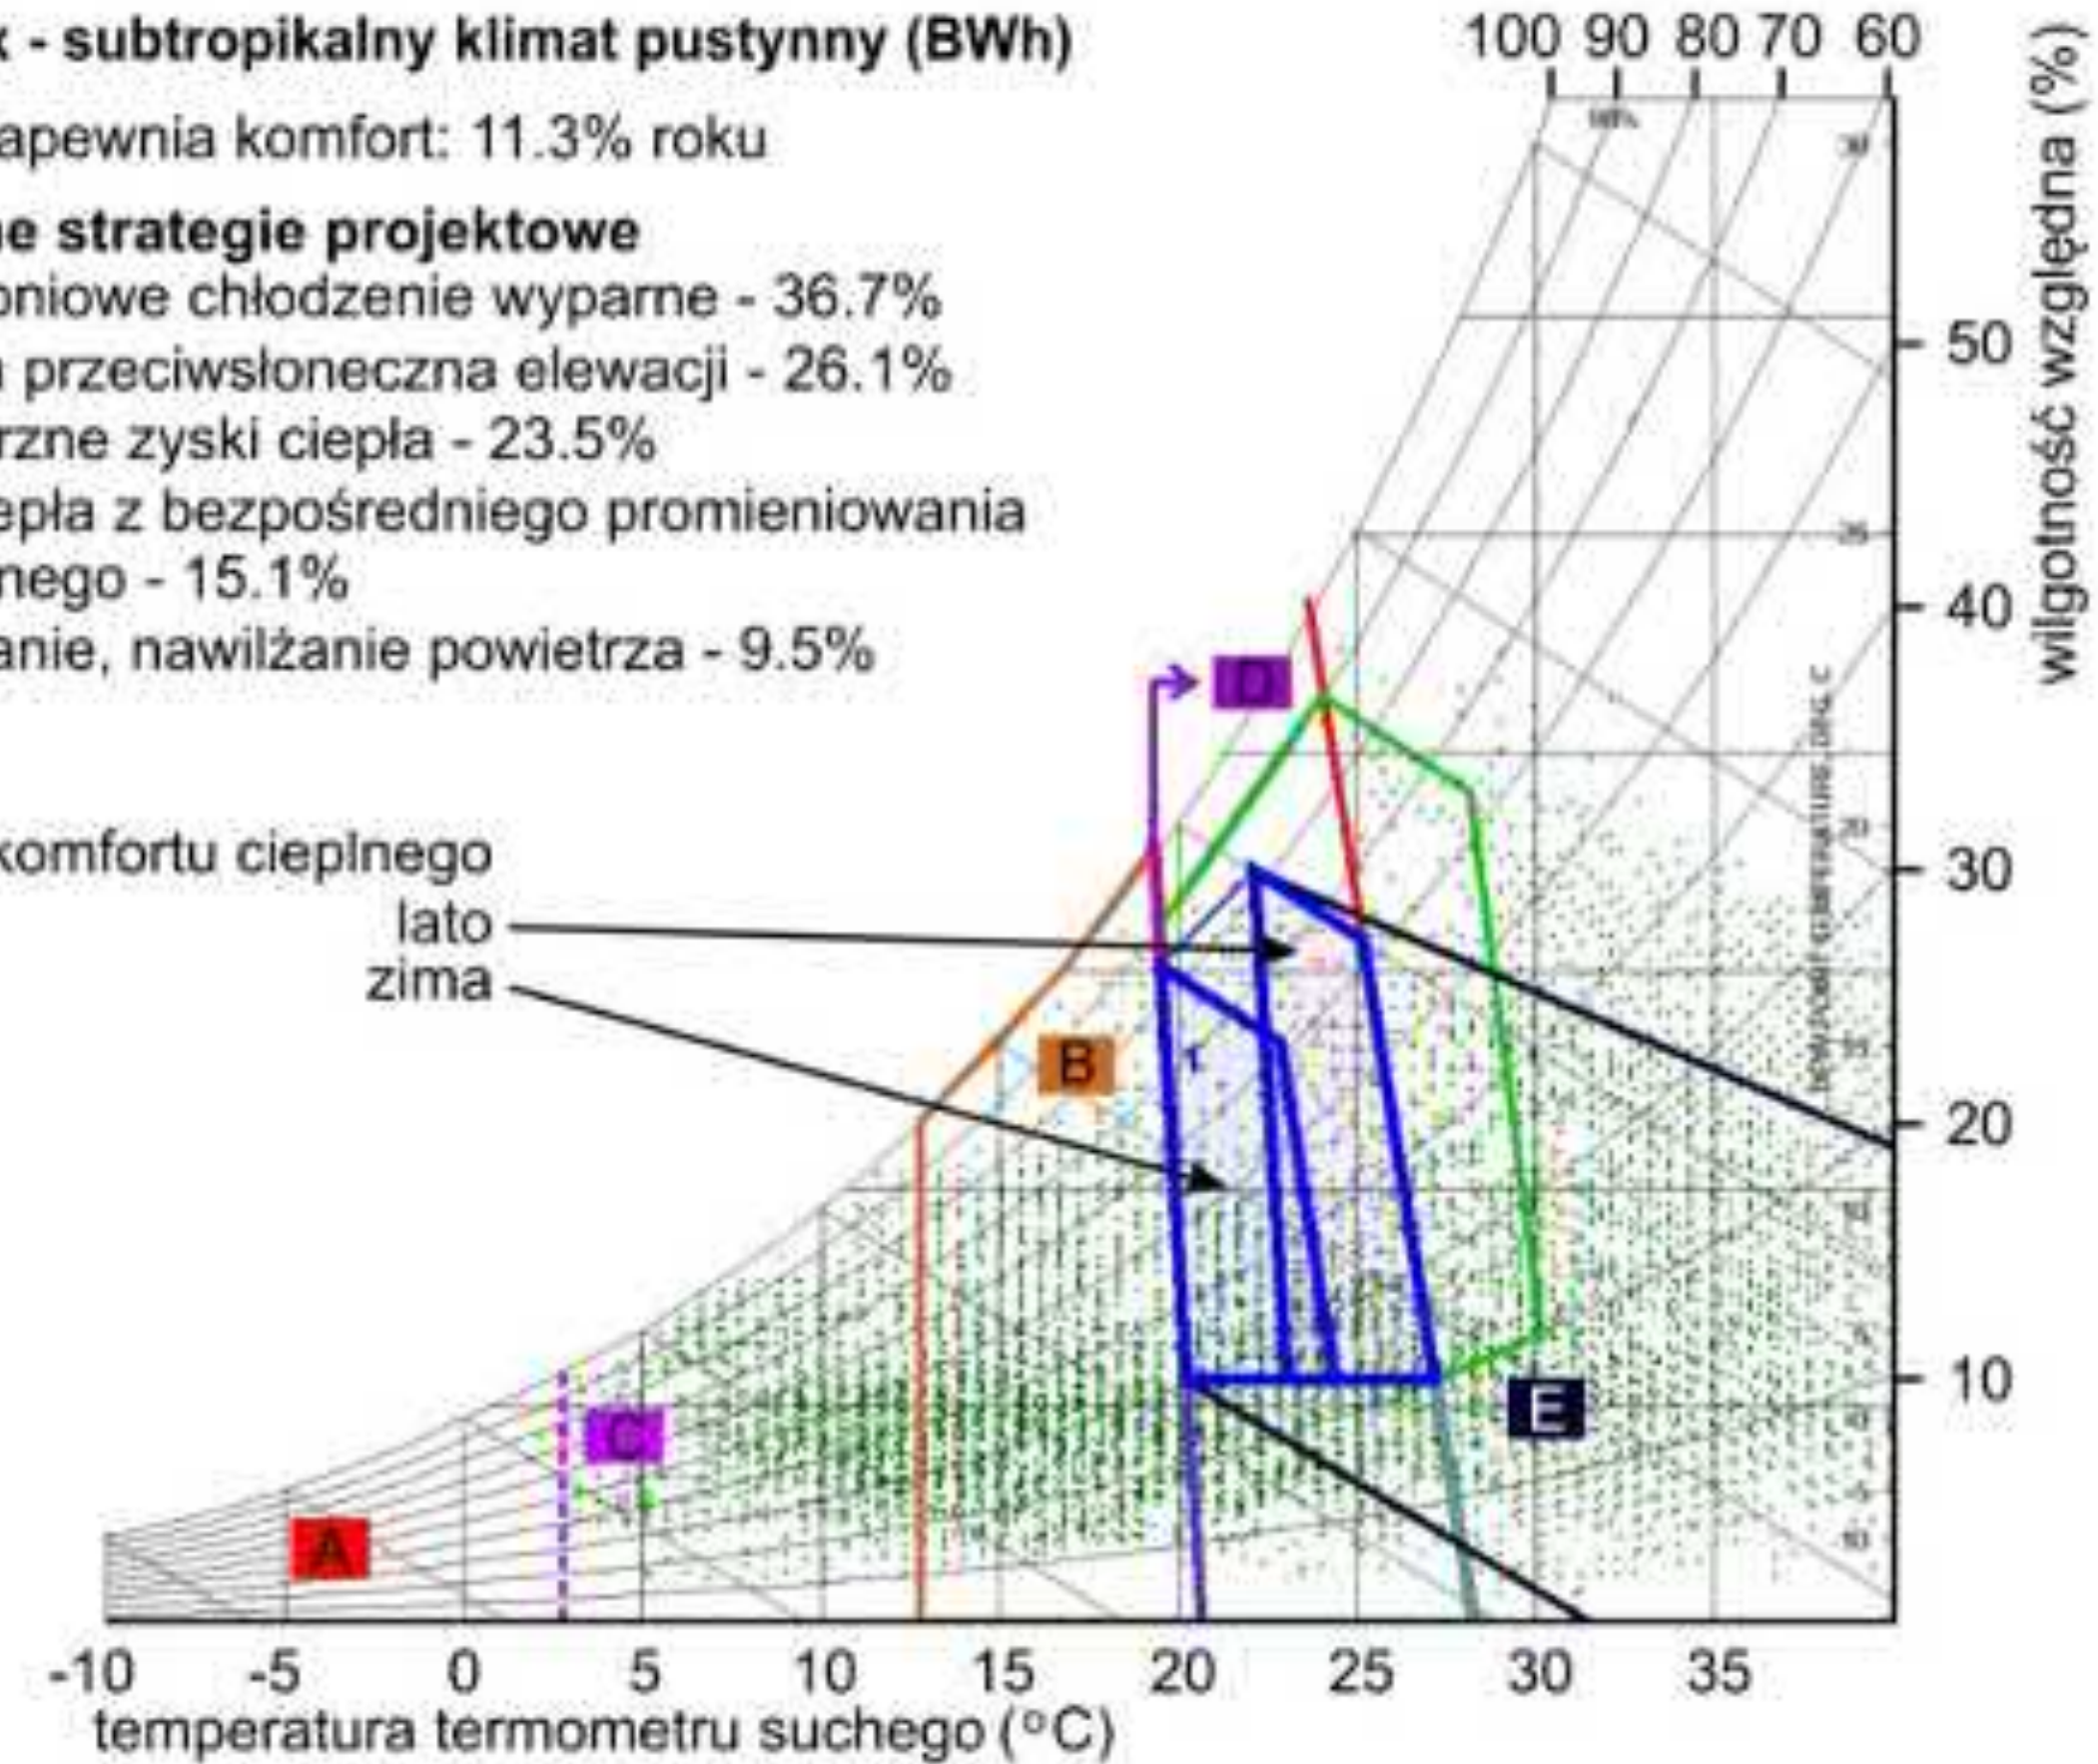 x - subtropikalny klimat pustynny (BWh)
apewnia komfort: 11.3% roku
ne strategie projektowe
oniowe chłodzenie wyparne - 36.7%
przeciwsłoneczna elewacji - 26.1%
rzne zyski ciepła - 23.5%
epła z bezpośredniego promieniowania
nego - 15.1%
anie, nawilżanie powietrza - 9.5%
komfortu cieplnego
lato
zima
100 90 80 70 60
wilgotność względna (%)
50
40
30
20
10
D
B
C
A
E
-10 -5 0 5 10 15 20 25 30 35
temperatura termometru suchego (°C)